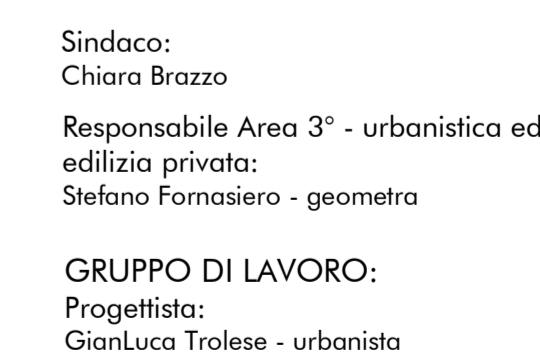 Sindaco:
Chiara Brazzo
Responsabile Area 3° - urbanistica ed
edilizia privata:
Stefano Fornasiero - geometra
GRUPPO DI LAVORO:
Progettista:
GianLuca Trolese - urbanista